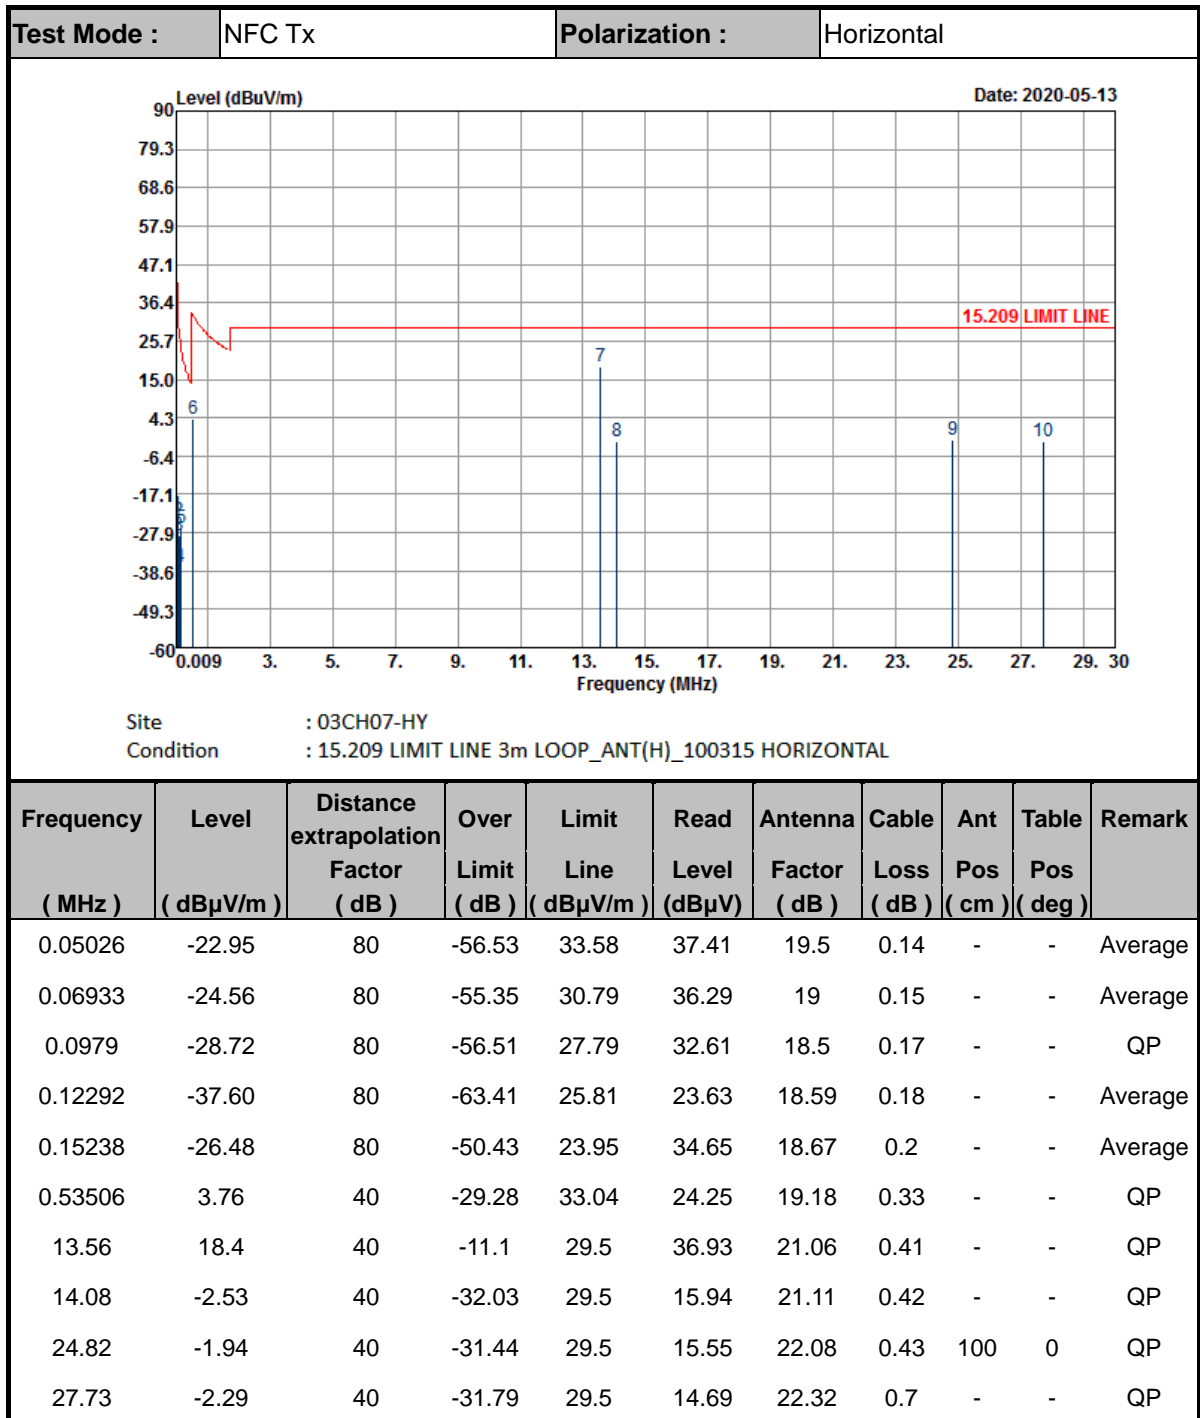 Test Mode : NFC Tx Polarization : Horizontal
Level (dBuV/m) Date: 2020-05-13
90
79.3
68.6
57.9
47.1
36.4
15.209 LIMIT LINE
25.7
7
15.0
6
4.3
8 9 10
-6.4
-17.1
-27.9
-38.6
-49.3
-60
0.009 3. 5. 7. 9. 11. 13. 15. 17. 19. 21. 23. 25. 27. 29. 30
Frequency (MHz)
Site : 03CH07-HY
Condition : 15.209 LIMIT LINE 3m LOOP_ANT(H)_100315 HORIZONTAL
Frequency Level Distance extrapolation Over Limit Read Antenna Cable Ant Table Remark
Factor Limit Line Level Factor Loss Pos Pos
( MHz ) ( dBµV/m ) ( dB ) ( dB ) ( dBµV/m ) (dBµV) ( dB ) ( dB ) ( cm ) ( deg )
0.05026 -22.95 80 -56.53 33.58 37.41 19.5 0.14 - - Average
0.06933 -24.56 80 -55.35 30.79 36.29 19 0.15 - - Average
0.0979 -28.72 80 -56.51 27.79 32.61 18.5 0.17 - - QP
0.12292 -37.60 80 -63.41 25.81 23.63 18.59 0.18 - - Average
0.15238 -26.48 80 -50.43 23.95 34.65 18.67 0.2 - - Average
0.53506 3.76 40 -29.28 33.04 24.25 19.18 0.33 - - QP
13.56 18.4 40 -11.1 29.5 36.93 21.06 0.41 - - QP
14.08 -2.53 40 -32.03 29.5 15.94 21.11 0.42 - - QP
24.82 -1.94 40 -31.44 29.5 15.55 22.08 0.43 100 0 QP
27.73 -2.29 40 -31.79 29.5 14.69 22.32 0.7 - - QP